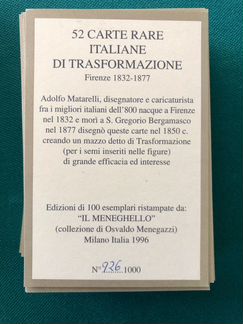 52 CARTE RARE
ITALIANE
DI TRASFORMAZIONE
Firenze 1832-1877
Adolfo Matarelli, disegnatore e caricaturista
fra i migliori italiani dell'800 nacque a Firenze
nel 1832 e morì a S. Gregorio Bergamasco
nel 1877 disegnò queste carte nel 1850 c.
creando un mazzo detto di Trasformazione
(per i semi inseriti nelle figure)
di grande efficacia ed interesse
Edizioni di 100 esemplari ristampate da:
“IL MENEGHELLO”
(collezione di Osvaldo Menegazzi)
Milano Italia 1996
N° 926 1000